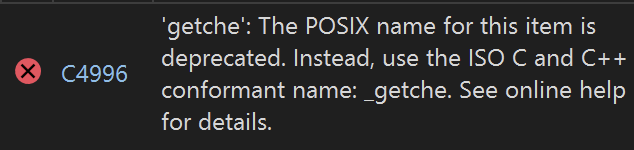 'getche': The POSIX name for this item is
C4996
deprecated. Instead, use the ISO C and C++
conformant name: _getche. See online help
for details.